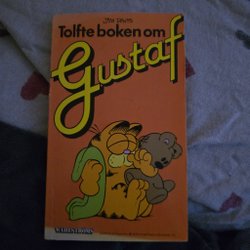 JIM DAVIS
Tolfte boken om
Gustaf
WAHLSTRÖMS